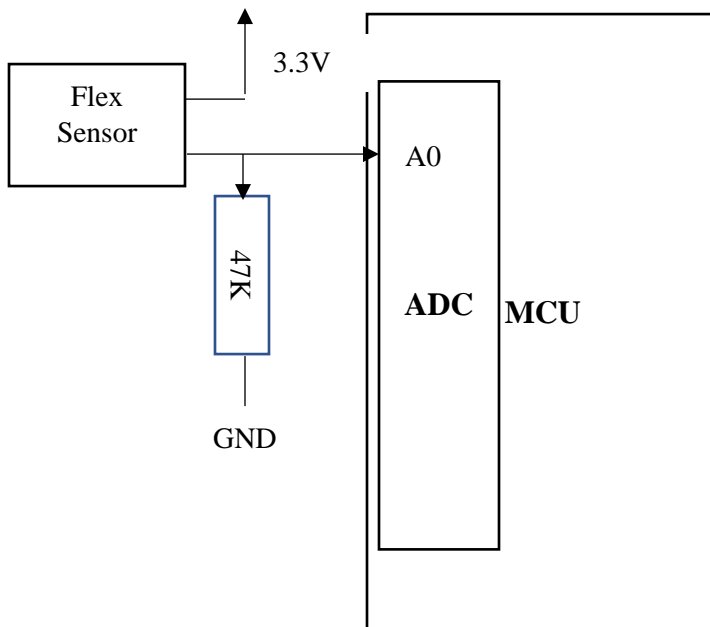 3.3V
Flex
Sensor
A0
47K
ADC
MCU
GND